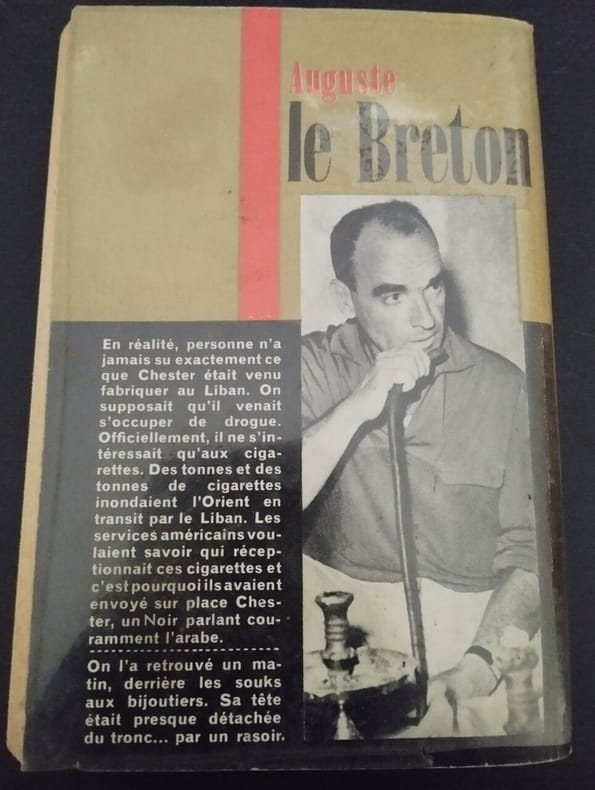 Auguste
le Breton
En réalité, personne n'a
jamais su exactement ce
que Chester était venu
fabriquer au Liban. On
supposait qu'il venait
s'occuper de drogue.
Officiellement, il ne s'in-
téressait qu'aux ciga-
rettes. Des tonnes et des
tonnes de cigarettes
inondaient l'Orient en
transit par le Liban. Les
services américains vou-
laient savoir qui récep-
tionnait ces cigarettes et
c'est pourquoi ils avaient
envoyé sur place Ches-
ter, un Noir parlant cou-
ramment l'arabe.
On l'a retrouvé un ma-
tin, derrière les souks
aux bijoutiers. Sa tête
était presque détachée
du tronc... par un rasoir.